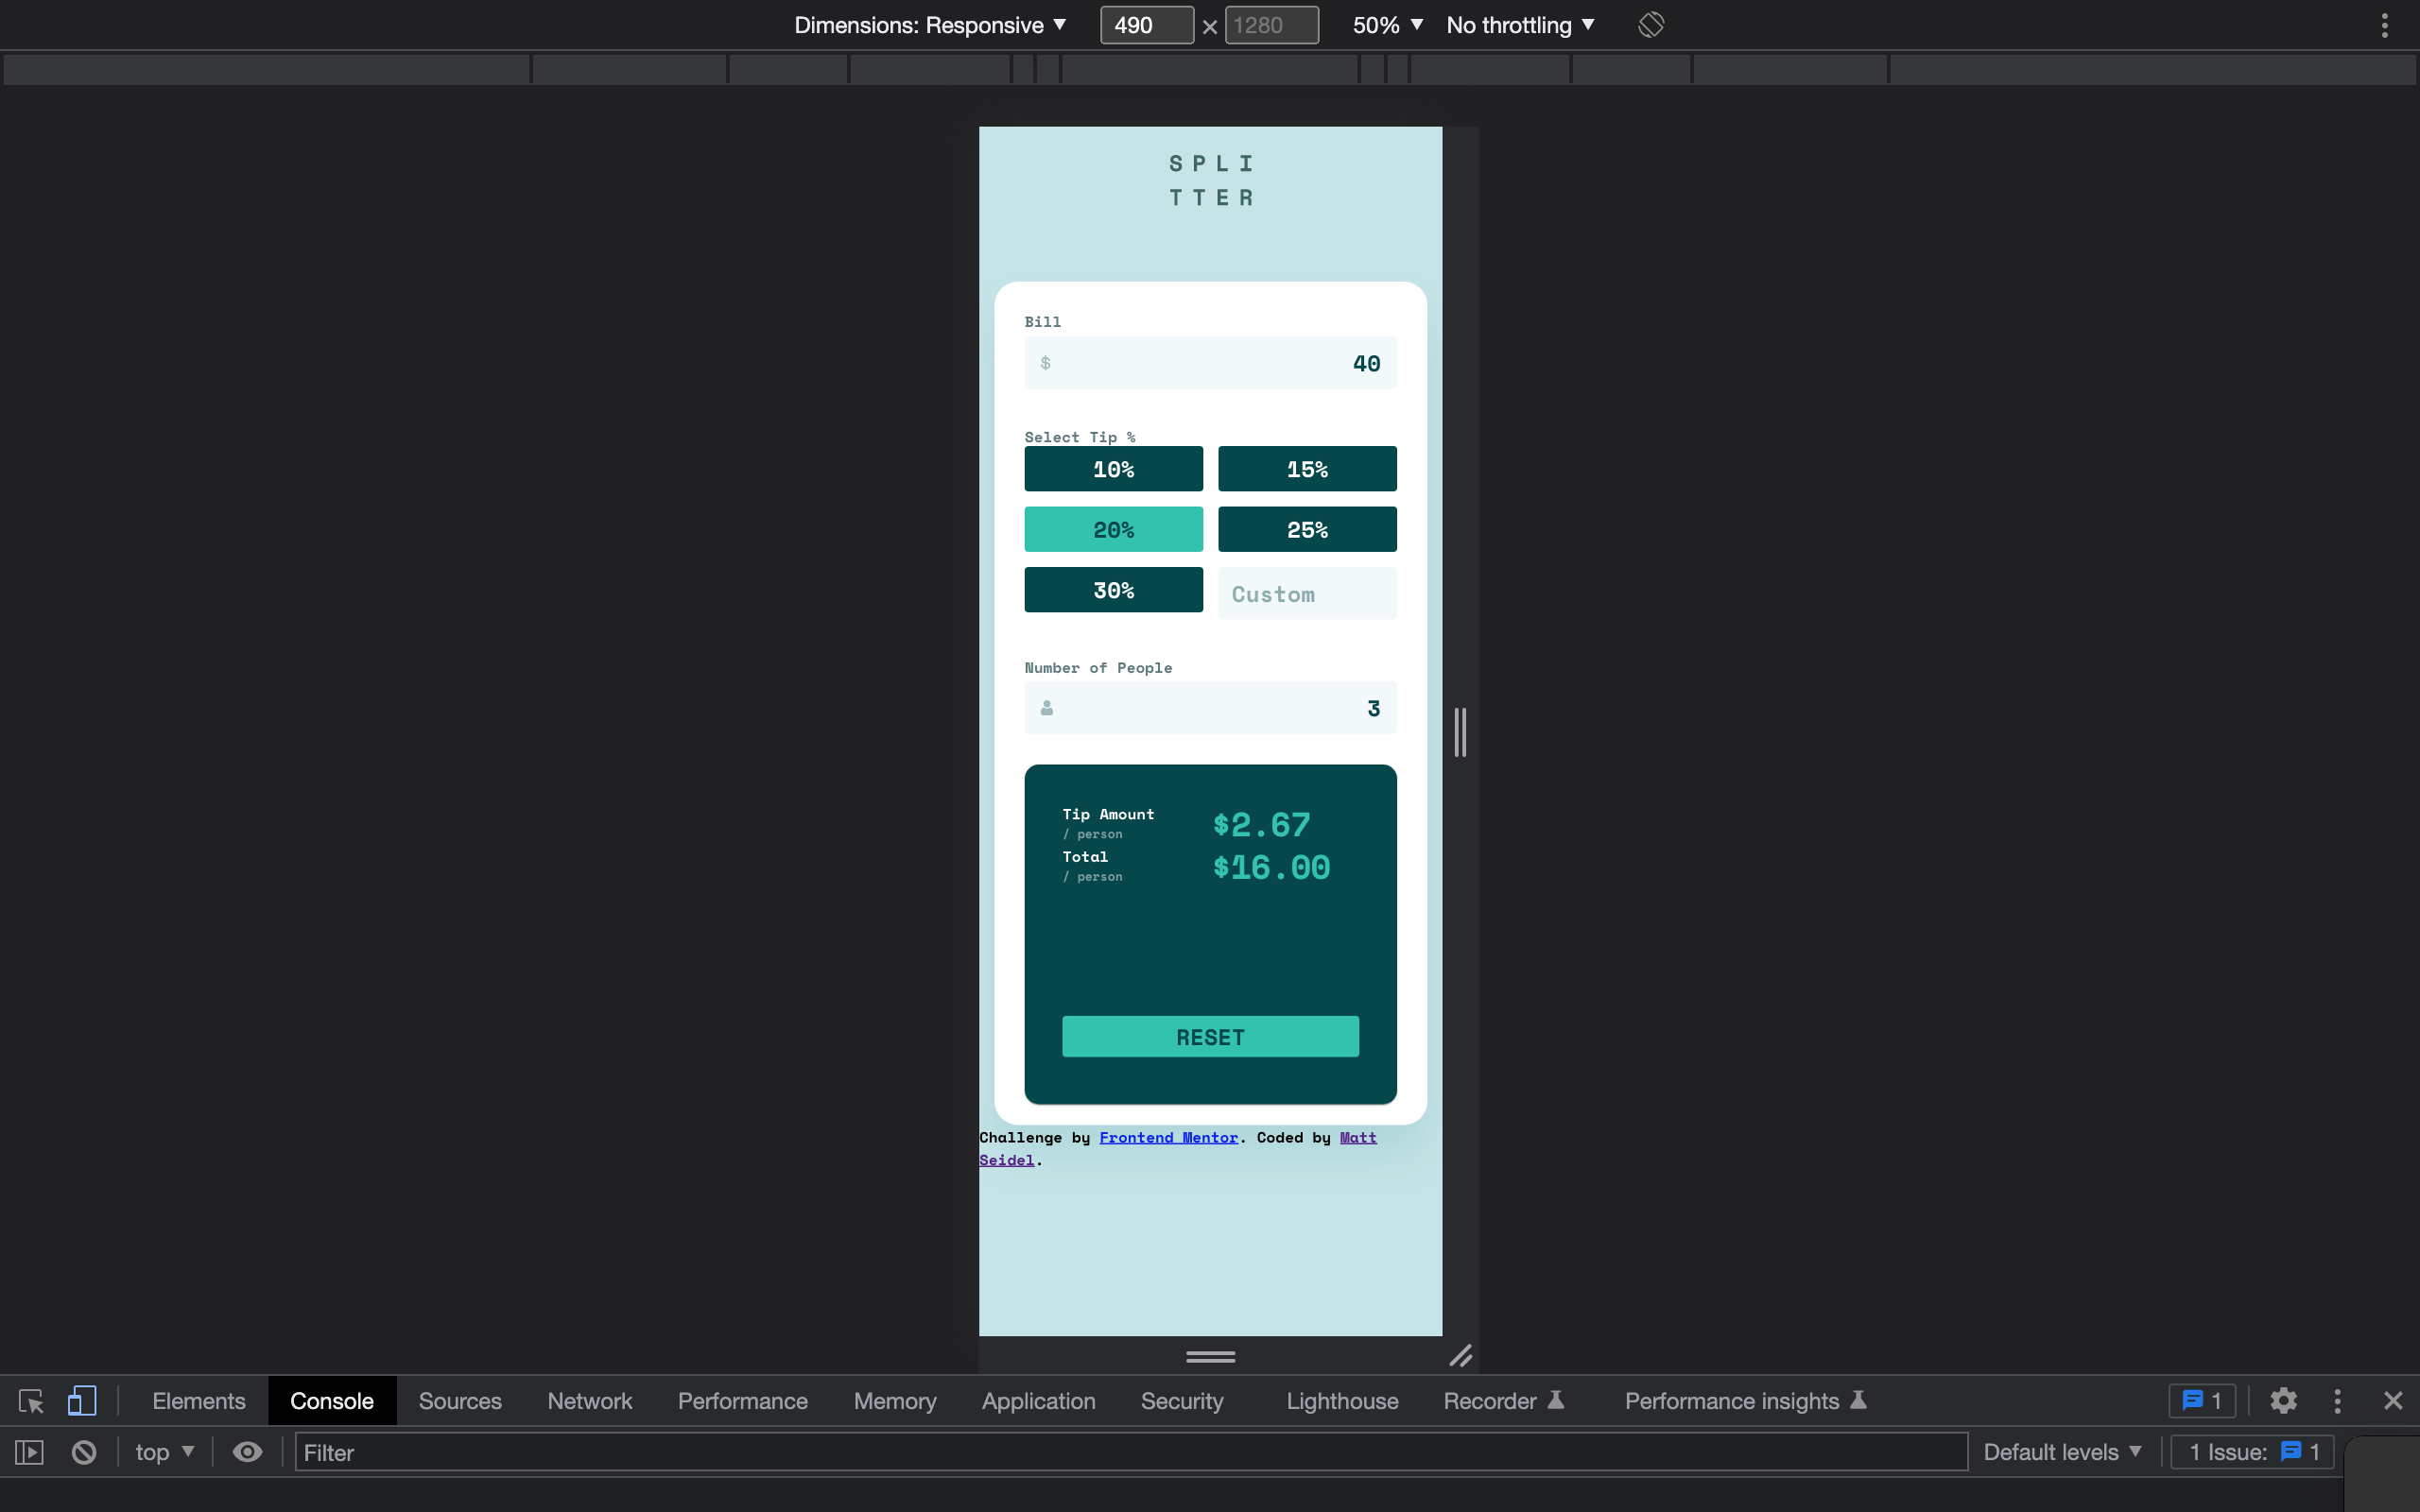 Dimensions: Responsive ▼ 490 × 1280 50% ▼ No throttling ▼
SPLI
TTER
Bill
$ 40
Select Tip %
10% 15%
20% 25%
30% Custom
Number of People
3
Tip Amount $2.67
/ person
Total $16.00
/ person
RESET
Challenge by Frontend Mentor. Coded by Matt
Seidel.
Elements Console Sources Network Performance Memory Application Security Lighthouse Recorder Performance insights 1
top ▼ Filter Default levels ▼ 1 Issue: 1